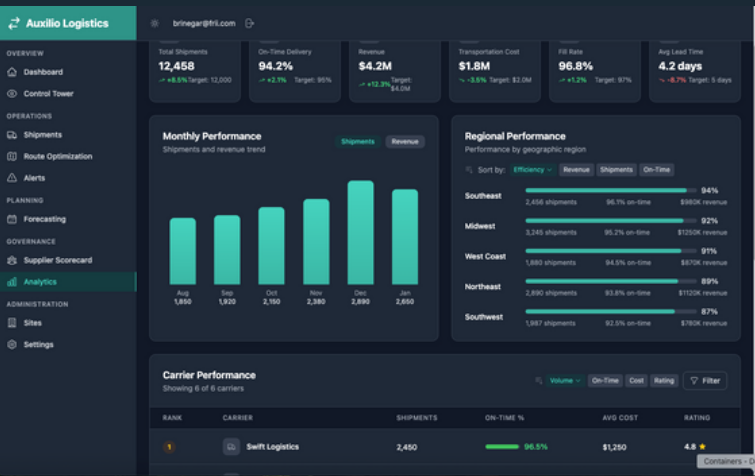 Auxilio Logistics
brinegar@frii.com
OVERVIEW
Dashboard
Control Tower
OPERATIONS
Shipments
Route Optimization
Alerts
PLANNING
Forecasting
GOVERNANCE
Supplier Scorecard
Analytics
ADMINISTRATION
Sites
Settings
Total Shipments
12,458
+8.5% Target: 12,000
On-Time Delivery
94.2%
+2.1% Target: 95%
Revenue
$4.2M
+12.3% Target: $4.0M
Transportation Cost
$1.8M
-3.5% Target: $2.0M
Fill Rate
96.8%
+1.2% Target: 97%
Avg Lead Time
4.2 days
-8.7% Target: 5 days
Monthly Performance
Shipments and revenue trend
Shipments Revenue
Aug Sep Oct Nov Dec Jan
1,850 1,920 2,150 2,380 2,890 2,650
Regional Performance
Performance by geographic region
Sort by: Efficiency Revenue Shipments On-Time
Southeast 94%
2,456 shipments 96.1% on-time $980K revenue
Midwest 92%
3,245 shipments 95.2% on-time $1250K revenue
West Coast 91%
1,880 shipments 94.5% on-time $870K revenue
Northeast 89%
2,890 shipments 93.8% on-time $1120K revenue
Southwest 87%
1,987 shipments 92.5% on-time $780K revenue
Carrier Performance
Showing 6 of 6 carriers
Volume On-Time Cost Rating Filter
RANK CARRIER SHIPMENTS ON-TIME % AVG COST RATING
1 Swift Logistics 2,450 96.5% $1,250 4.8
Containers -